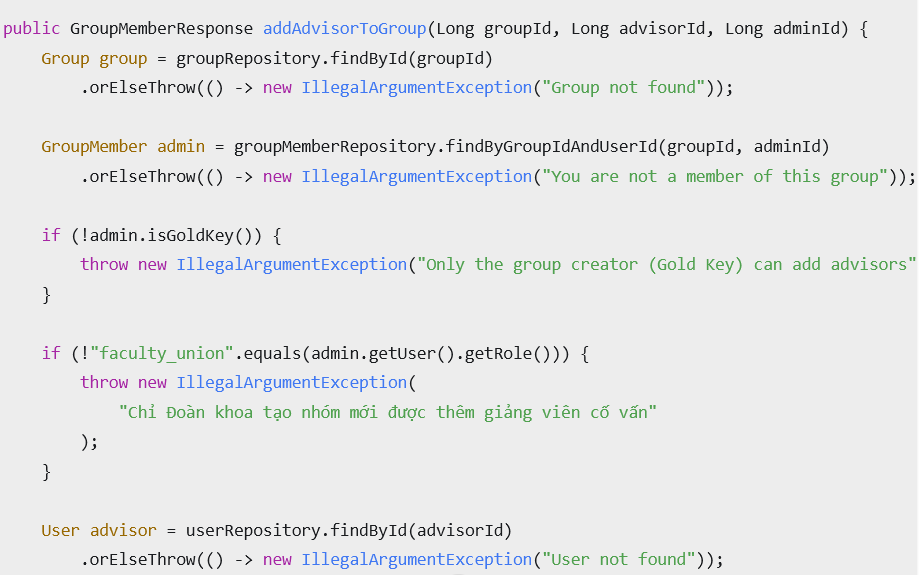 public GroupMemberResponse addAdvisorToGroup(Long groupId, Long advisorId, Long adminId) {
    Group group = groupRepository.findById(groupId)
        .orElseThrow(() -> new IllegalArgumentException("Group not found"));

    GroupMember admin = groupMemberRepository.findByGroupIdAndUserId(groupId, adminId)
        .orElseThrow(() -> new IllegalArgumentException("You are not a member of this group"));

    if (!admin.isGoldKey()) {
        throw new IllegalArgumentException("Only the group creator (Gold Key) can add advisors"
    }

    if (!"faculty_union".equals(admin.getUser().getRole())) {
        throw new IllegalArgumentException(
            "Chỉ Đoàn khoa tạo nhóm mới được thêm giảng viên cố vấn"
        );
    }

    User advisor = userRepository.findById(advisorId)
        .orElseThrow(() -> new IllegalArgumentException("User not found"));